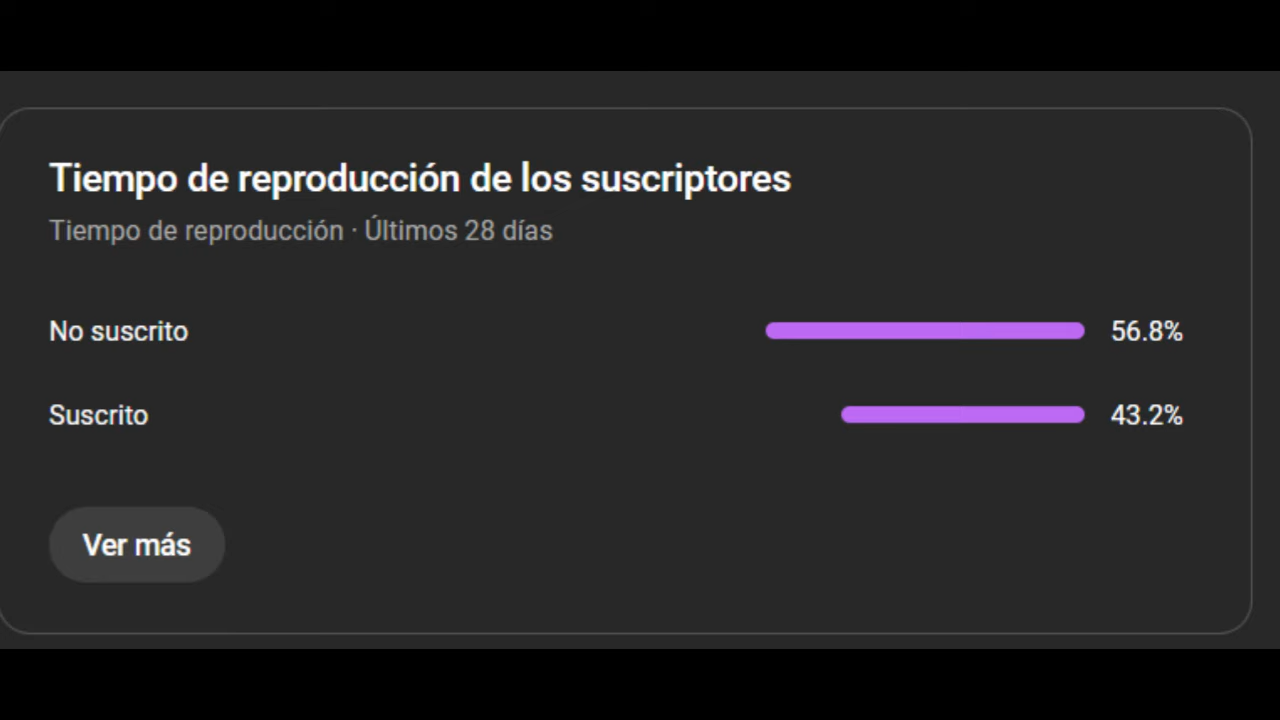 Tiempo de reproducción de los suscriptores
Tiempo de reproducción · Últimos 28 días
No suscrito 56.8%
Suscrito 43.2%
Ver más